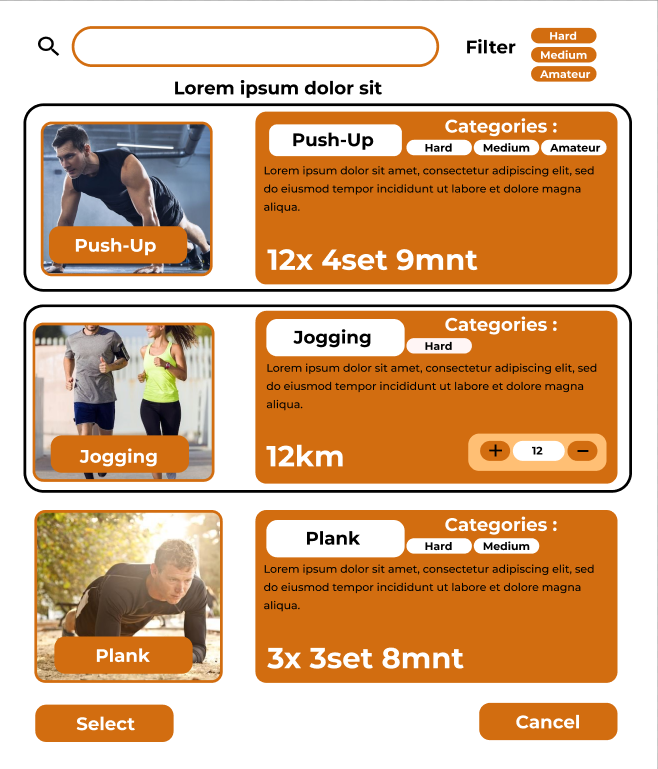 Filter
Hard
Medium
Amateur
Lorem ipsum dolor sit
Push-Up
Push-Up
Categories :
Hard Medium Amateur
Lorem ipsum dolor sit amet, consectetur adipiscing elit, sed
do eiusmod tempor incididunt ut labore et dolore magna
aliqua.
12x 4set 9mnt
Jogging
Jogging
Categories :
Hard
Lorem ipsum dolor sit amet, consectetur adipiscing elit, sed
do eiusmod tempor incididunt ut labore et dolore magna
aliqua.
12km
+ 12 −
Plank
Plank
Categories :
Hard Medium
Lorem ipsum dolor sit amet, consectetur adipiscing elit, sed
do eiusmod tempor incididunt ut labore et dolore magna
aliqua.
3x 3set 8mnt
Select
Cancel